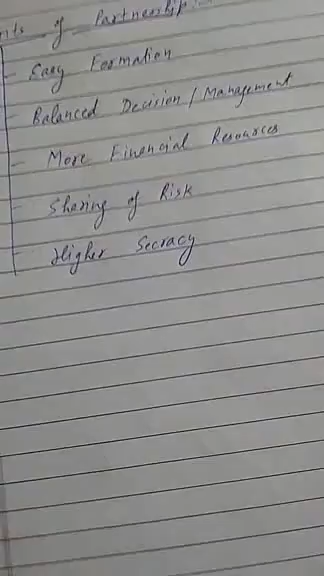 of Partnership
- Easy Formation
- Balanced Decision / Management
- More Financial Resources
- Sharing of Risk
- Higher Secracy